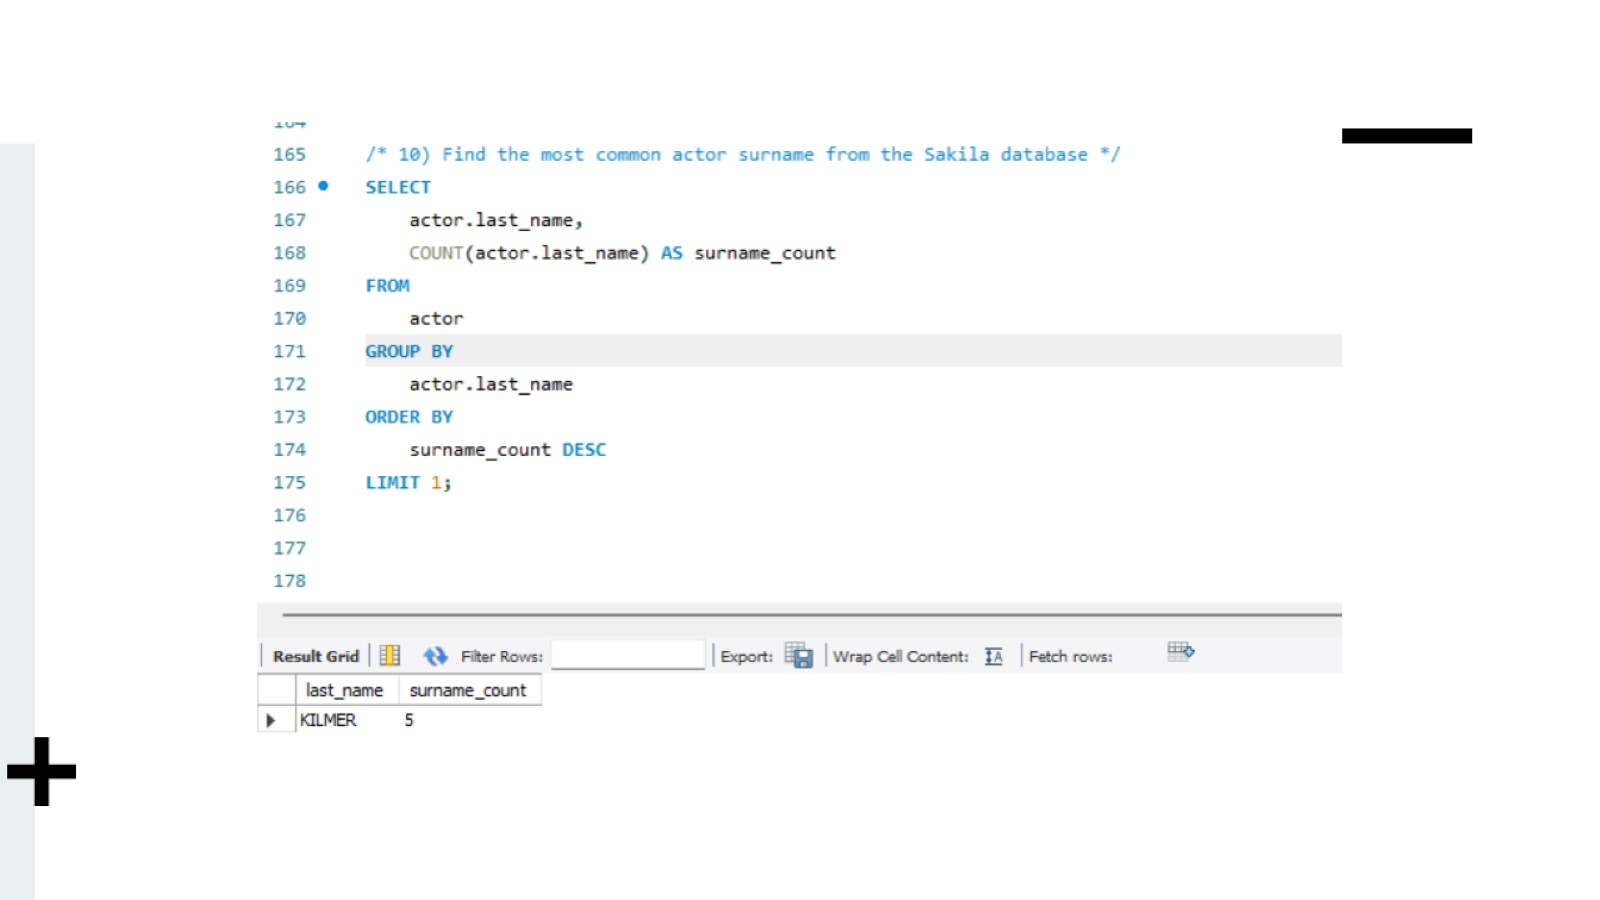 165 /* 10) Find the most common actor surname from the Sakila database */
166 SELECT
167 actor.last_name,
168 COUNT(actor.last_name) AS surname_count
169 FROM
170 actor
171 GROUP BY
172 actor.last_name
173 ORDER BY
174 surname_count DESC
175 LIMIT 1;
176
177
178
Result Grid Filter Rows: Export: Wrap Cell Content: IA Fetch rows:
last_name surname_count
KILMER 5